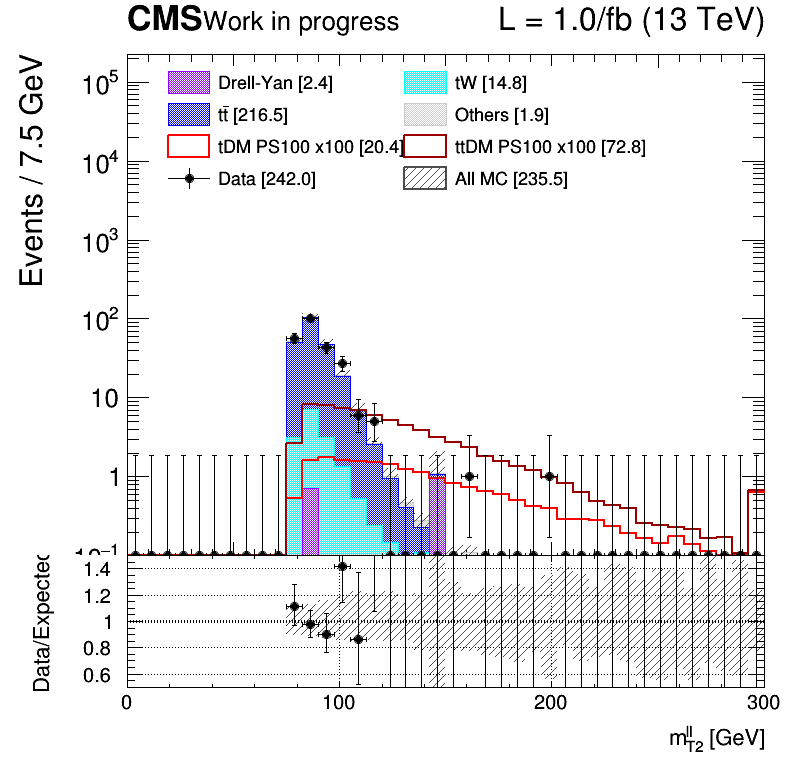 CMS Work in progress L = 1.0/fb (13 TeV)
Events / 7.5 GeV
Drell-Yan [2.4] tW [14.8]
tt̄ [216.5] Others [1.9]
tDM PS100 x100 [20.4] ttDM PS100 x100 [72.8]
Data [242.0] All MC [235.5]
10⁵
10⁴
10³
10²
10
1
10⁻¹
Data/Expected
1.4
1.2
1
0.8
0.6
0 100 200 300
m_T2^ll [GeV]